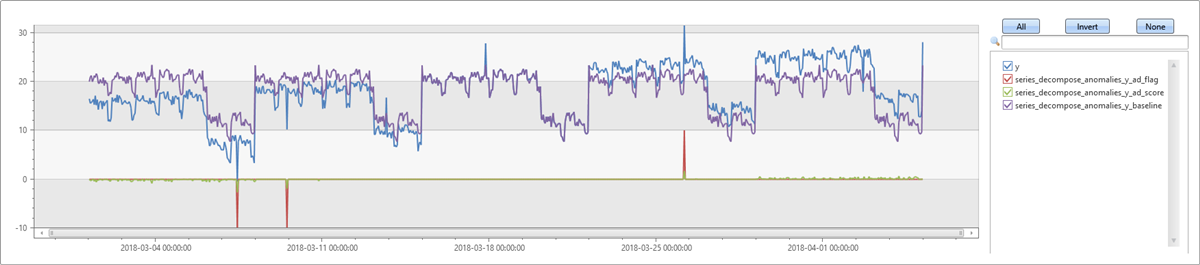 All Invert None
30
20
10
0
-10
2018-03-04 00:00:00 2018-03-11 00:00:00 2018-03-18 00:00:00 2018-03-25 00:00:00 2018-04-01 00:00:00
y
series_decompose_anomalies_y_ad_flag
series_decompose_anomalies_y_ad_score
series_decompose_anomalies_y_baseline